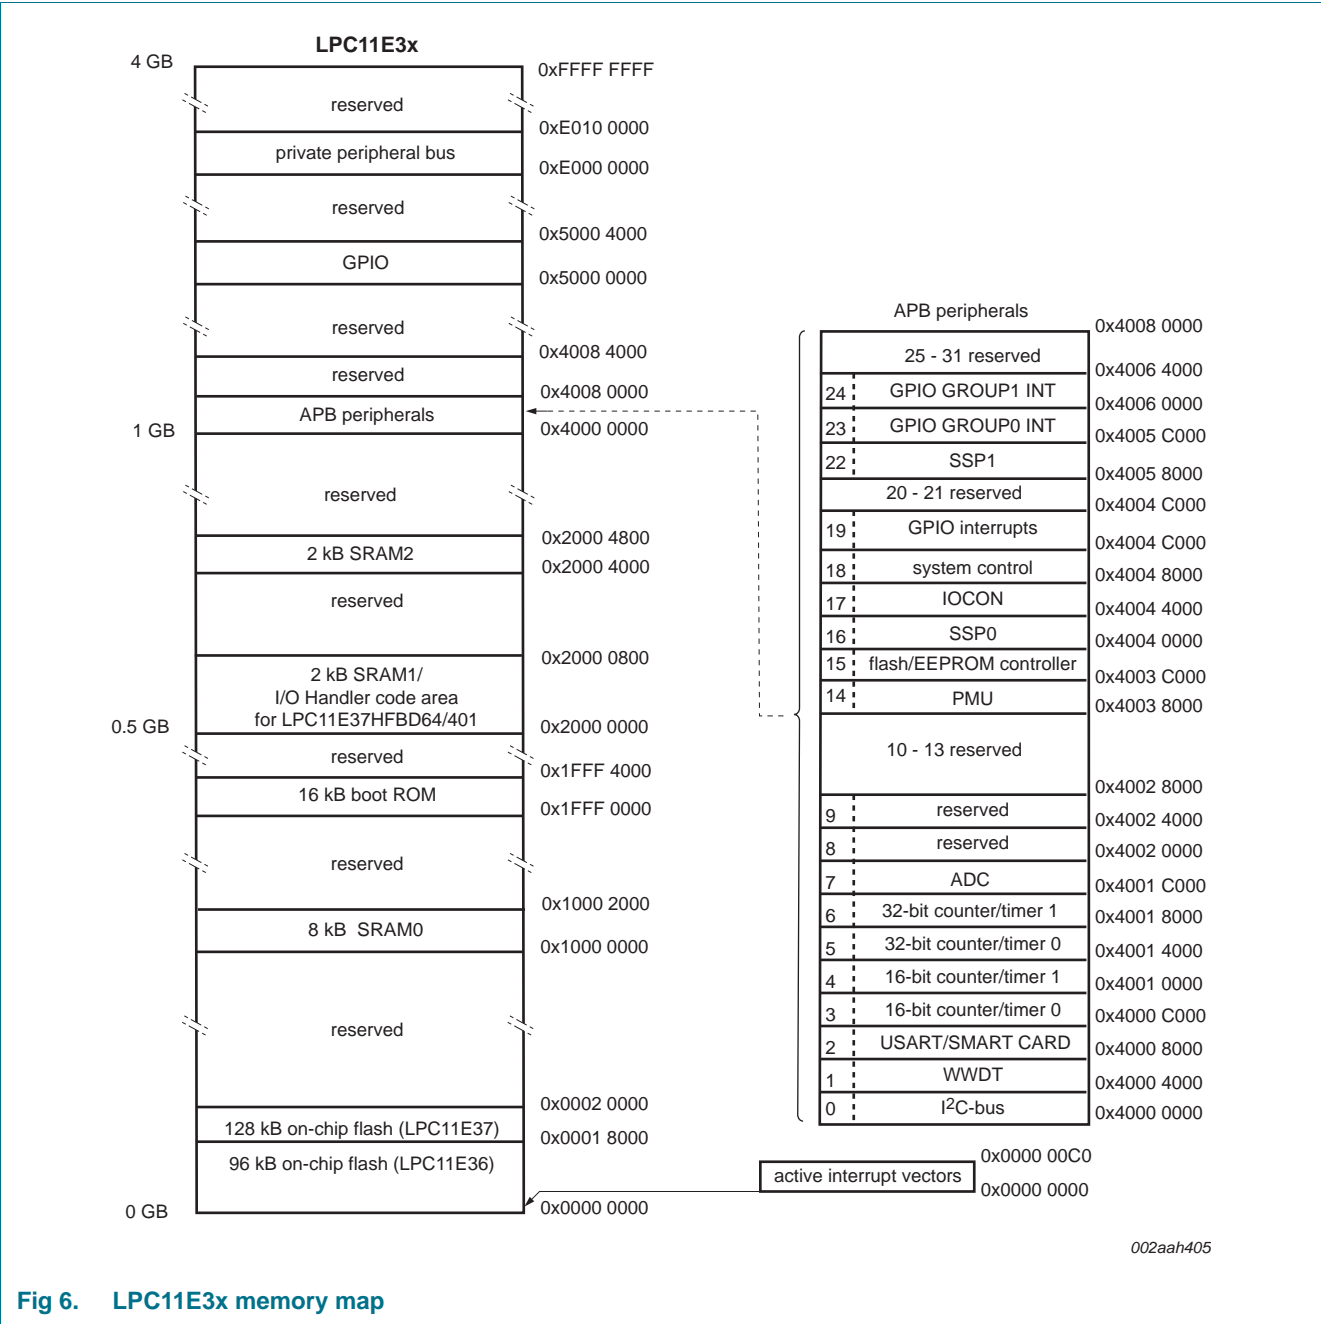 LPC11E3x
4 GB
0xFFFF FFFF
reserved
0xE010 0000
private peripheral bus
0xE000 0000
reserved
0x5000 4000
GPIO
0x5000 0000
reserved
0x4008 4000
reserved
0x4008 0000
APB peripherals
1 GB
0x4000 0000
reserved
0x2000 4800
2 kB SRAM2
0x2000 4000
reserved
0x2000 0800
2 kB SRAM1/
I/O Handler code area
for LPC11E37HFBD64/401
0.5 GB
0x2000 0000
reserved
0x1FFF 4000
16 kB boot ROM
0x1FFF 0000
reserved
0x1000 2000
8 kB SRAM0
0x1000 0000
reserved
0x0002 0000
128 kB on-chip flash (LPC11E37)
0x0001 8000
96 kB on-chip flash (LPC11E36)
0 GB
0x0000 0000
APB peripherals
0x4008 0000
25 - 31 reserved
0x4006 4000
24 GPIO GROUP1 INT
0x4006 0000
23 GPIO GROUP0 INT
0x4005 C000
22 SSP1
0x4005 8000
20 - 21 reserved
0x4004 C000
19 GPIO interrupts
0x4004 C000
18 system control
0x4004 8000
17 IOCON
0x4004 4000
16 SSP0
0x4004 0000
15 flash/EEPROM controller
0x4003 C000
14 PMU
0x4003 8000
10 - 13 reserved
0x4002 8000
9 reserved
0x4002 4000
8 reserved
0x4002 0000
7 ADC
0x4001 C000
6 32-bit counter/timer 1
0x4001 8000
5 32-bit counter/timer 0
0x4001 4000
4 16-bit counter/timer 1
0x4001 0000
3 16-bit counter/timer 0
0x4000 C000
2 USART/SMART CARD
0x4000 8000
1 WWDT
0x4000 4000
0 I2C-bus
0x4000 0000
0x0000 00C0
active interrupt vectors
0x0000 0000
002aah405
Fig 6. LPC11E3x memory map